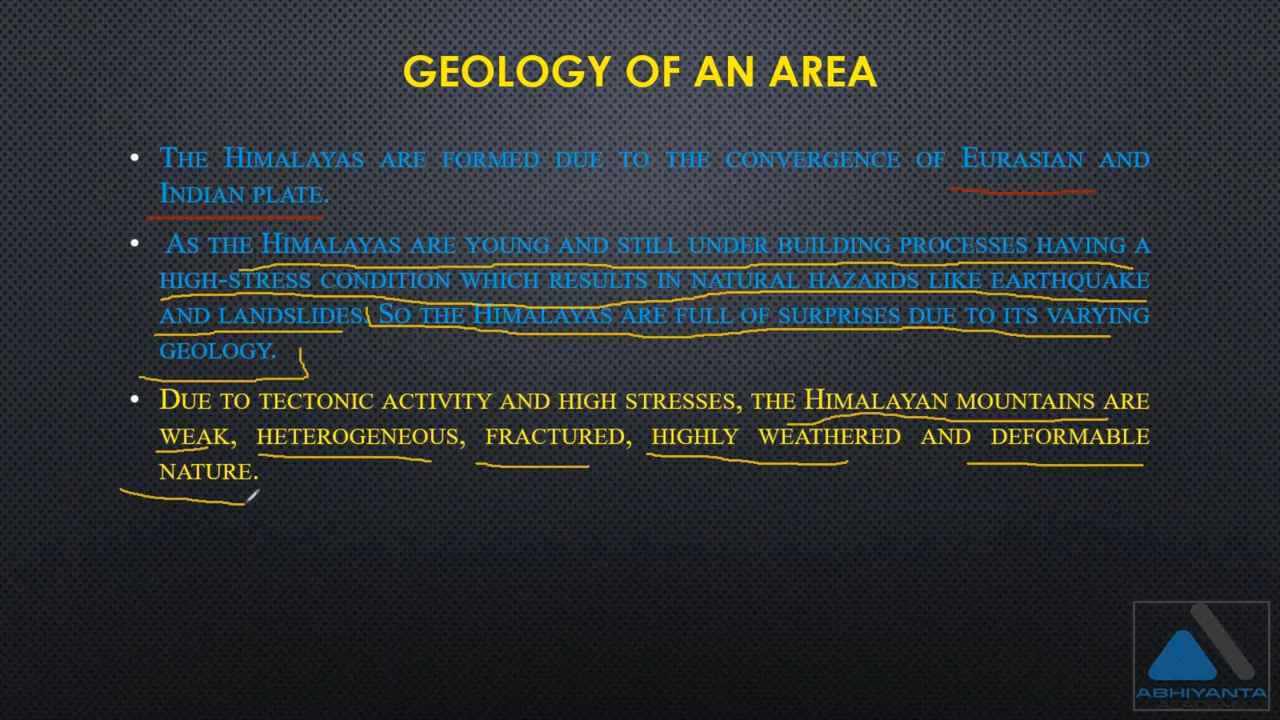 GEOLOGY OF AN AREA
• THE HIMALAYAS ARE FORMED DUE TO THE CONVERGENCE OF EURASIAN AND
INDIAN PLATE.
• AS THE HIMALAYAS ARE YOUNG AND STILL UNDER BUILDING PROCESSES HAVING A
HIGH-STRESS CONDITION WHICH RESULTS IN NATURAL HAZARDS LIKE EARTHQUAKE
AND LANDSLIDES. SO THE HIMALAYAS ARE FULL OF SURPRISES DUE TO ITS VARYING
GEOLOGY.
• DUE TO TECTONIC ACTIVITY AND HIGH STRESSES, THE HIMALAYAN MOUNTAINS ARE
WEAK, HETEROGENEOUS, FRACTURED, HIGHLY WEATHERED AND DEFORMABLE
NATURE.
ABHIYANTA
ACADEMY